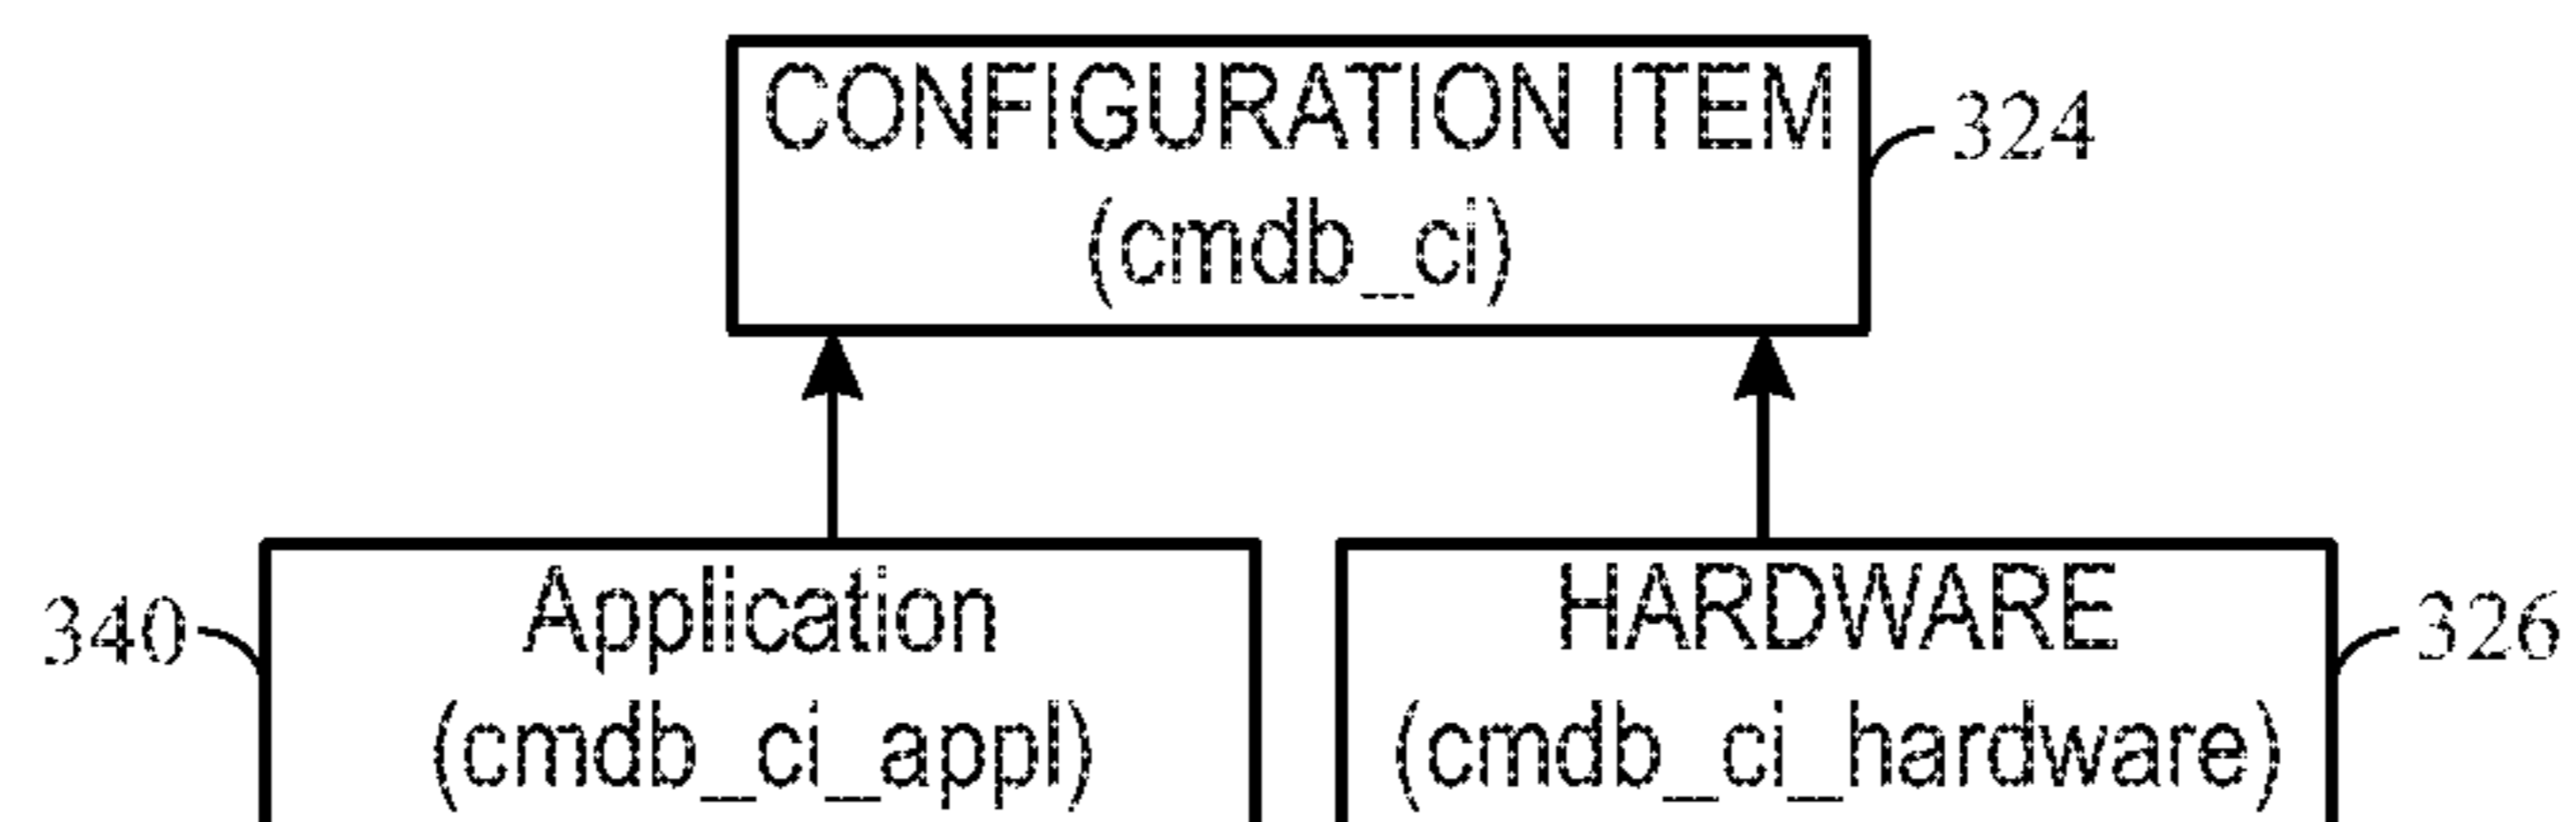 CONFIGURATION ITEM
(cmdb_ci)
324
340
Application
(cmdb_ci_appl)
HARDWARE
(cmdb_ci_hardware)
326